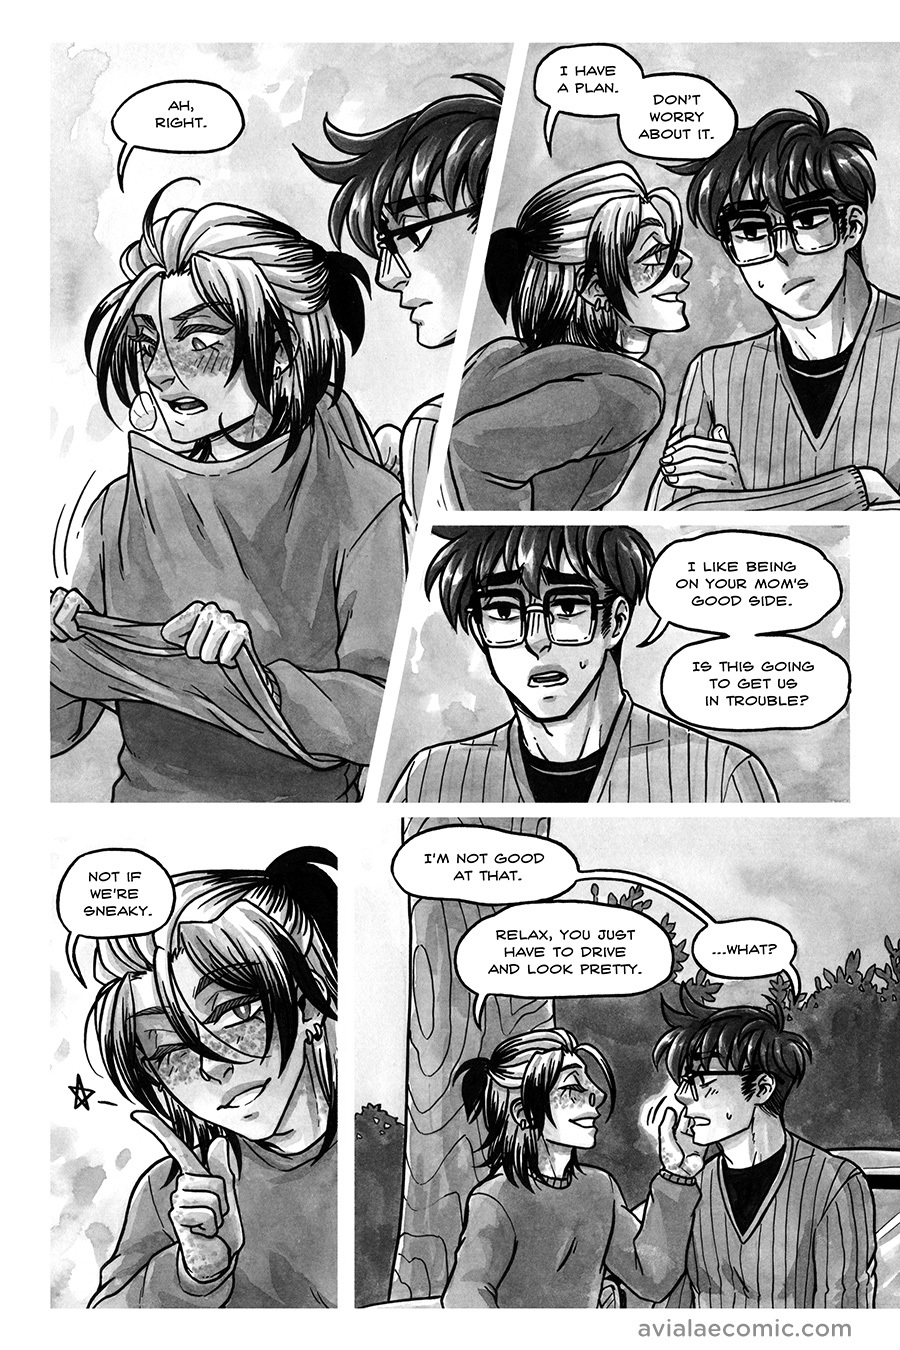 AH,
RIGHT.
I HAVE
A PLAN.
DON'T
WORRY
ABOUT IT.
I LIKE BEING
ON YOUR MOM'S
GOOD SIDE.
IS THIS GOING
TO GET US
IN TROUBLE?
NOT IF
WE'RE
SNEAKY.
I'M NOT GOOD
AT THAT.
RELAX, YOU JUST
HAVE TO DRIVE
AND LOOK PRETTY.
...WHAT?
avialaecomic.com